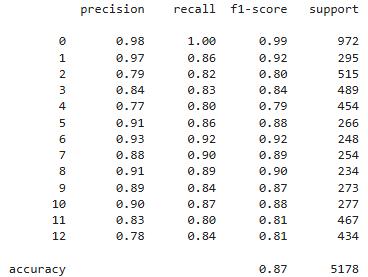 precision recall f1-score support
0 0.98 1.00 0.99 972
1 0.97 0.86 0.92 295
2 0.79 0.82 0.80 515
3 0.84 0.83 0.84 489
4 0.77 0.80 0.79 454
5 0.91 0.86 0.88 266
6 0.93 0.92 0.92 248
7 0.88 0.90 0.89 254
8 0.91 0.89 0.90 234
9 0.89 0.84 0.87 273
10 0.90 0.87 0.88 277
11 0.83 0.80 0.81 467
12 0.78 0.84 0.81 434
accuracy 0.87 5178